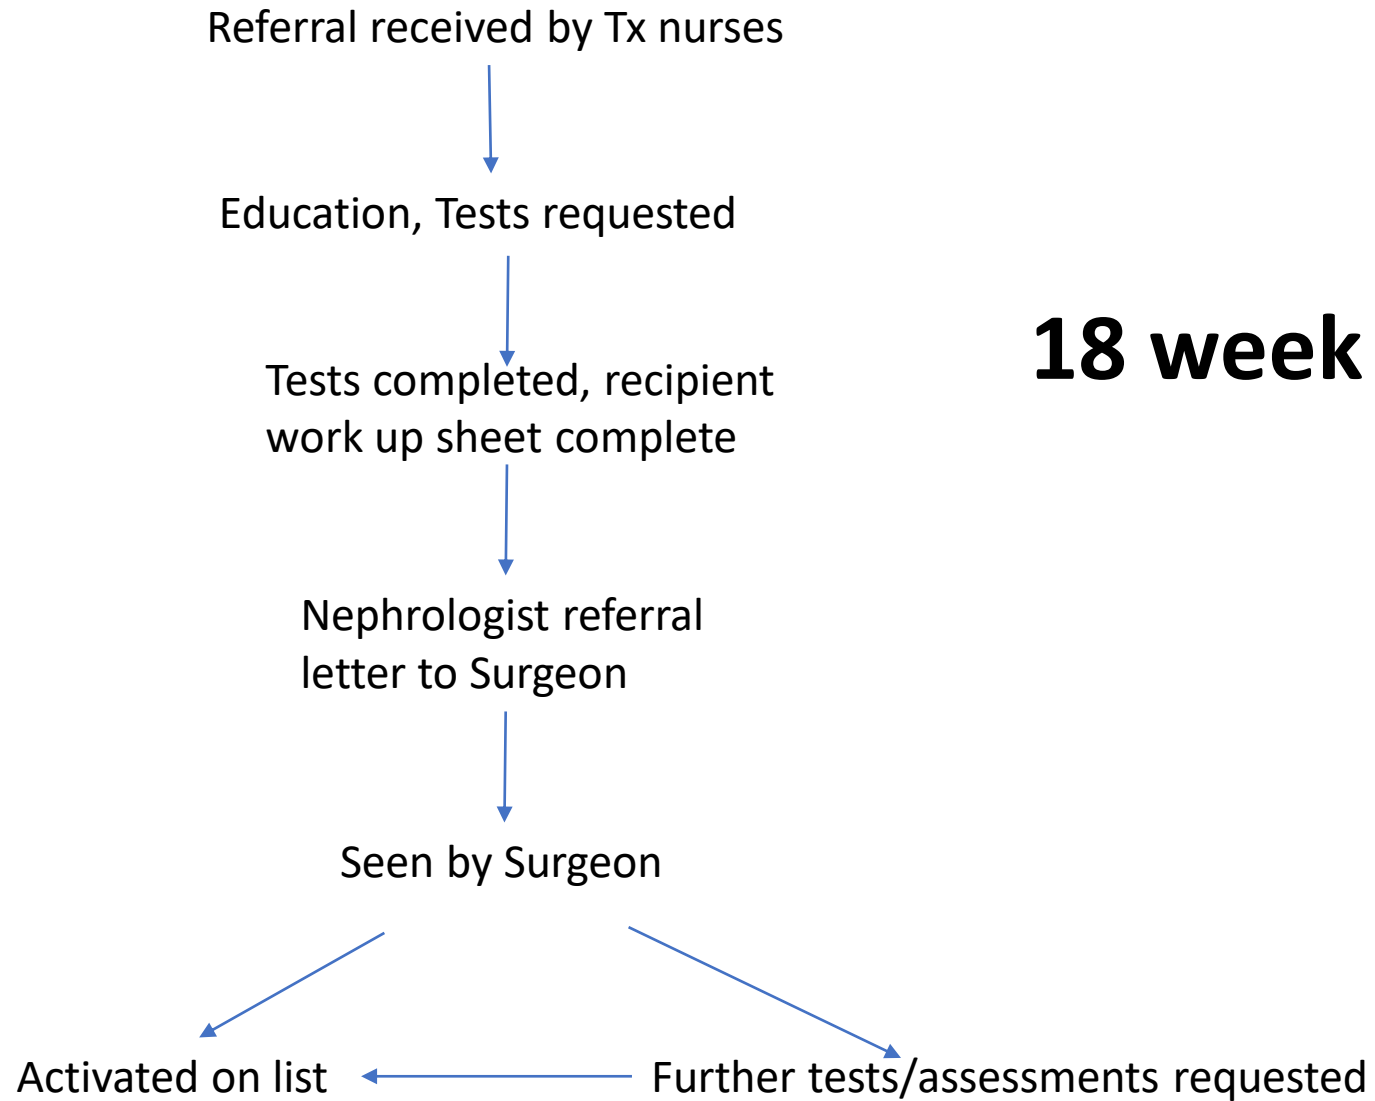 Referral received by Tx nurses
Education, Tests requested
18 week
Tests completed, recipient
work up sheet complete
Nephrologist referral
letter to Surgeon
Seen by Surgeon
Activated on list
Further tests/assessments requested